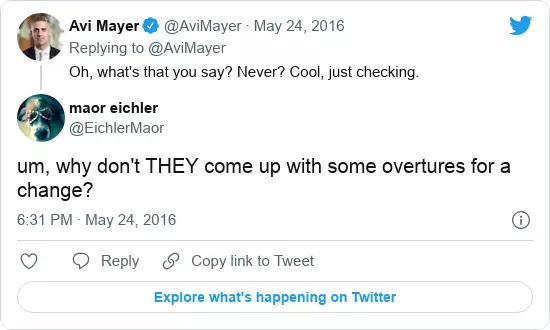 Avi Mayer @AviMayer · May 24, 2016
Replying to @AviMayer
Oh, what's that you say? Never? Cool, just checking.
maor eichler
@EichlerMaor
um, why don't THEY come up with some overtures for a
change?
6:31 PM · May 24, 2016
Reply Copy link to Tweet
Explore what's happening on Twitter